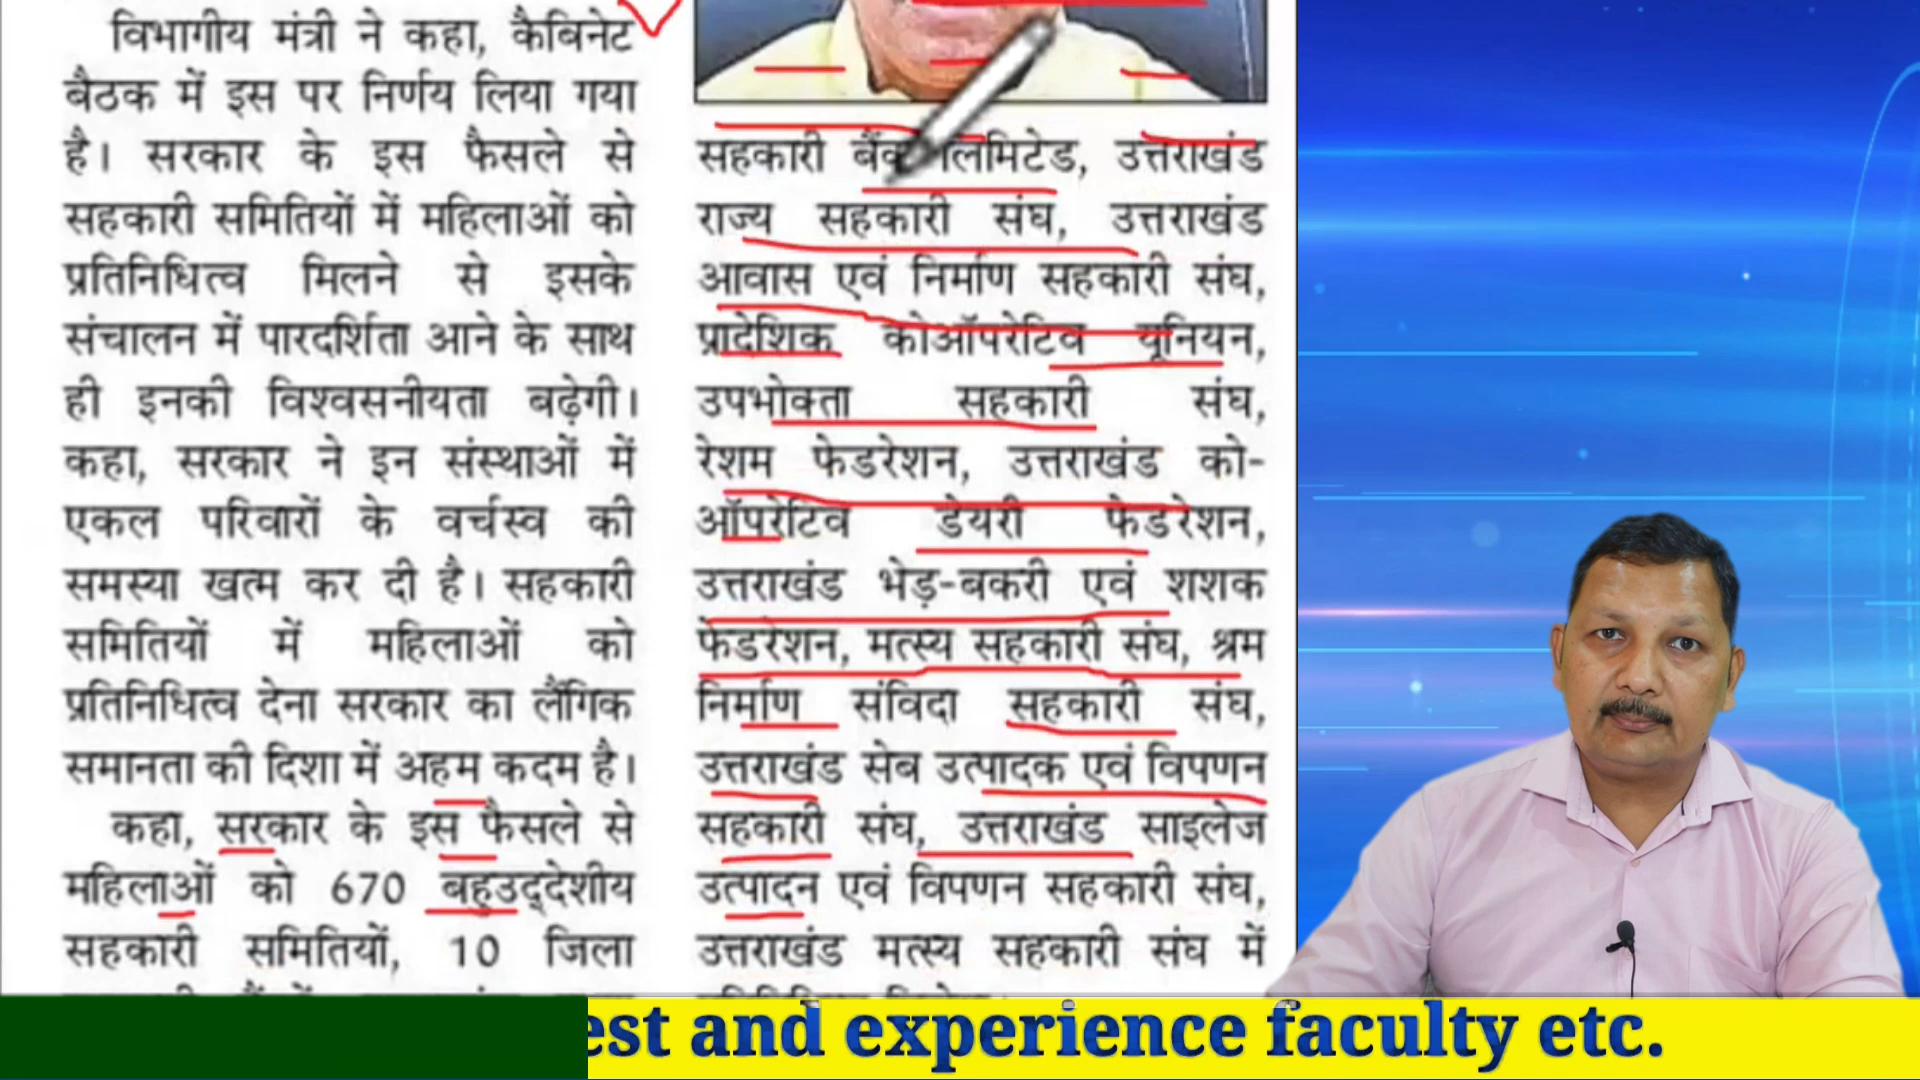 विभागीय मंत्री ने कहा, कैबिनेट
बैठक में इस पर निर्णय लिया गया
है। सरकार के इस फैसले से
सहकारी समितियों में महिलाओं को
प्रतिनिधित्व मिलने से इसके
संचालन में पारदर्शिता आने के साथ
ही इनकी विश्वसनीयता बढ़ेगी।
कहा, सरकार ने इन संस्थाओं में
एकल परिवारों के वर्चस्व की
समस्या खत्म कर दी है। सहकारी
समितियों में महिलाओं को
प्रतिनिधित्व देना सरकार का लैंगिक
समानता की दिशा में अहम कदम है।
कहा, सरकार के इस फैसले से
महिलाओं को 670 बहुउद्देशीय
सहकारी समितियों, 10 जिला
सहकारी बैंक लिमिटेड, उत्तराखंड
राज्य सहकारी संघ, उत्तराखंड
आवास एवं निर्माण सहकारी संघ,
प्रादेशिक कोऑपरेटिव यूनियन,
उपभोक्ता सहकारी संघ,
रेशम फेडरेशन, उत्तराखंड को-
ऑपरेटिव डेयरी फेडरेशन,
उत्तराखंड भेड़-बकरी एवं शशक
फेडरेशन, मत्स्य सहकारी संघ, श्रम
निर्माण संविदा सहकारी संघ,
उत्तराखंड सेब उत्पादक एवं विपणन
सहकारी संघ, उत्तराखंड साइलेज
उत्पादन एवं विपणन सहकारी संघ,
उत्तराखंड मत्स्य सहकारी संघ में
est and experience faculty etc.